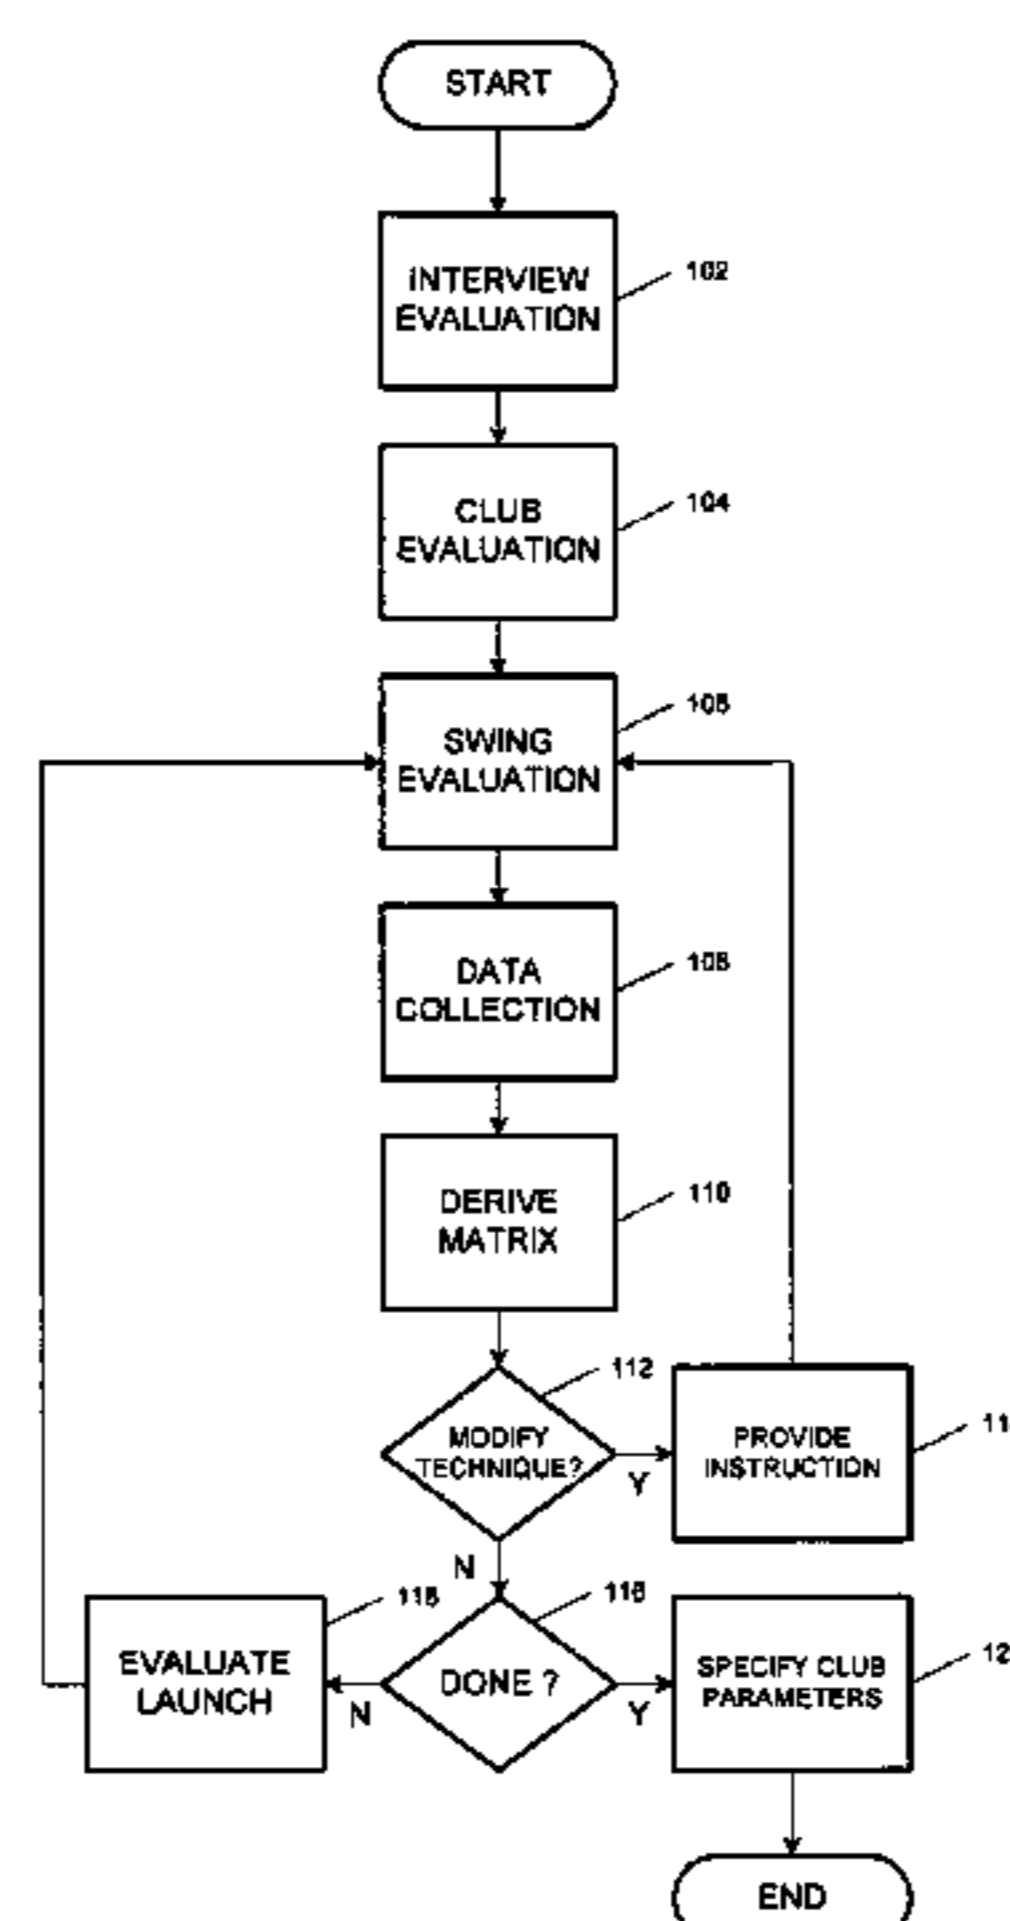 START
INTERVIEW
EVALUATION
102
CLUB
EVALUATION
104
SWING
EVALUATION
DATA
COLLECTION
108
DERIVE
MATRIX
110
MODIFY
TECHNIQUE?
112
Y
PROVIDE
INSTRUCTION
N
DONE ?
116
N
EVALUATE
LAUNCH
118
Y
SPECIFY CLUB
PARAMETERS
END